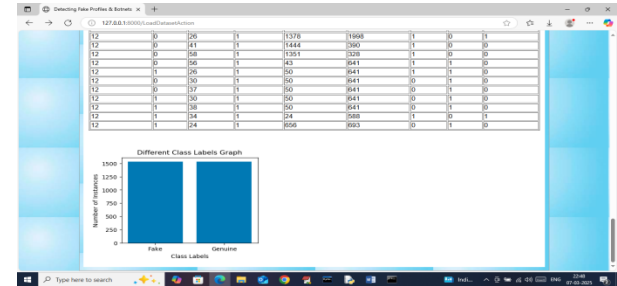 Detecting Fake Profiles & Botnets
127.0.0.1:8000/LoadDatasetAction
12 0 26 1 1378 1998 1 0 1
12 0 41 1 1444 390 1 0 0
12 0 58 1 1351 328 1 0 0
12 0 56 1 43 641 1 1 0
12 1 26 1 50 641 1 1 0
12 0 30 1 50 641 0 1 0
12 0 37 1 50 641 0 1 0
12 1 30 1 50 641 0 1 0
12 1 38 1 50 641 0 1 0
12 1 34 1 24 588 1 0 1
12 1 24 1 656 693 0 1 0
Different Class Labels Graph
Number of Instances
1500
1250
1000
750
500
250
0
Fake Genuine
Class Labels
Type here to search
Indi...
ENG
22:48
07-03-2025